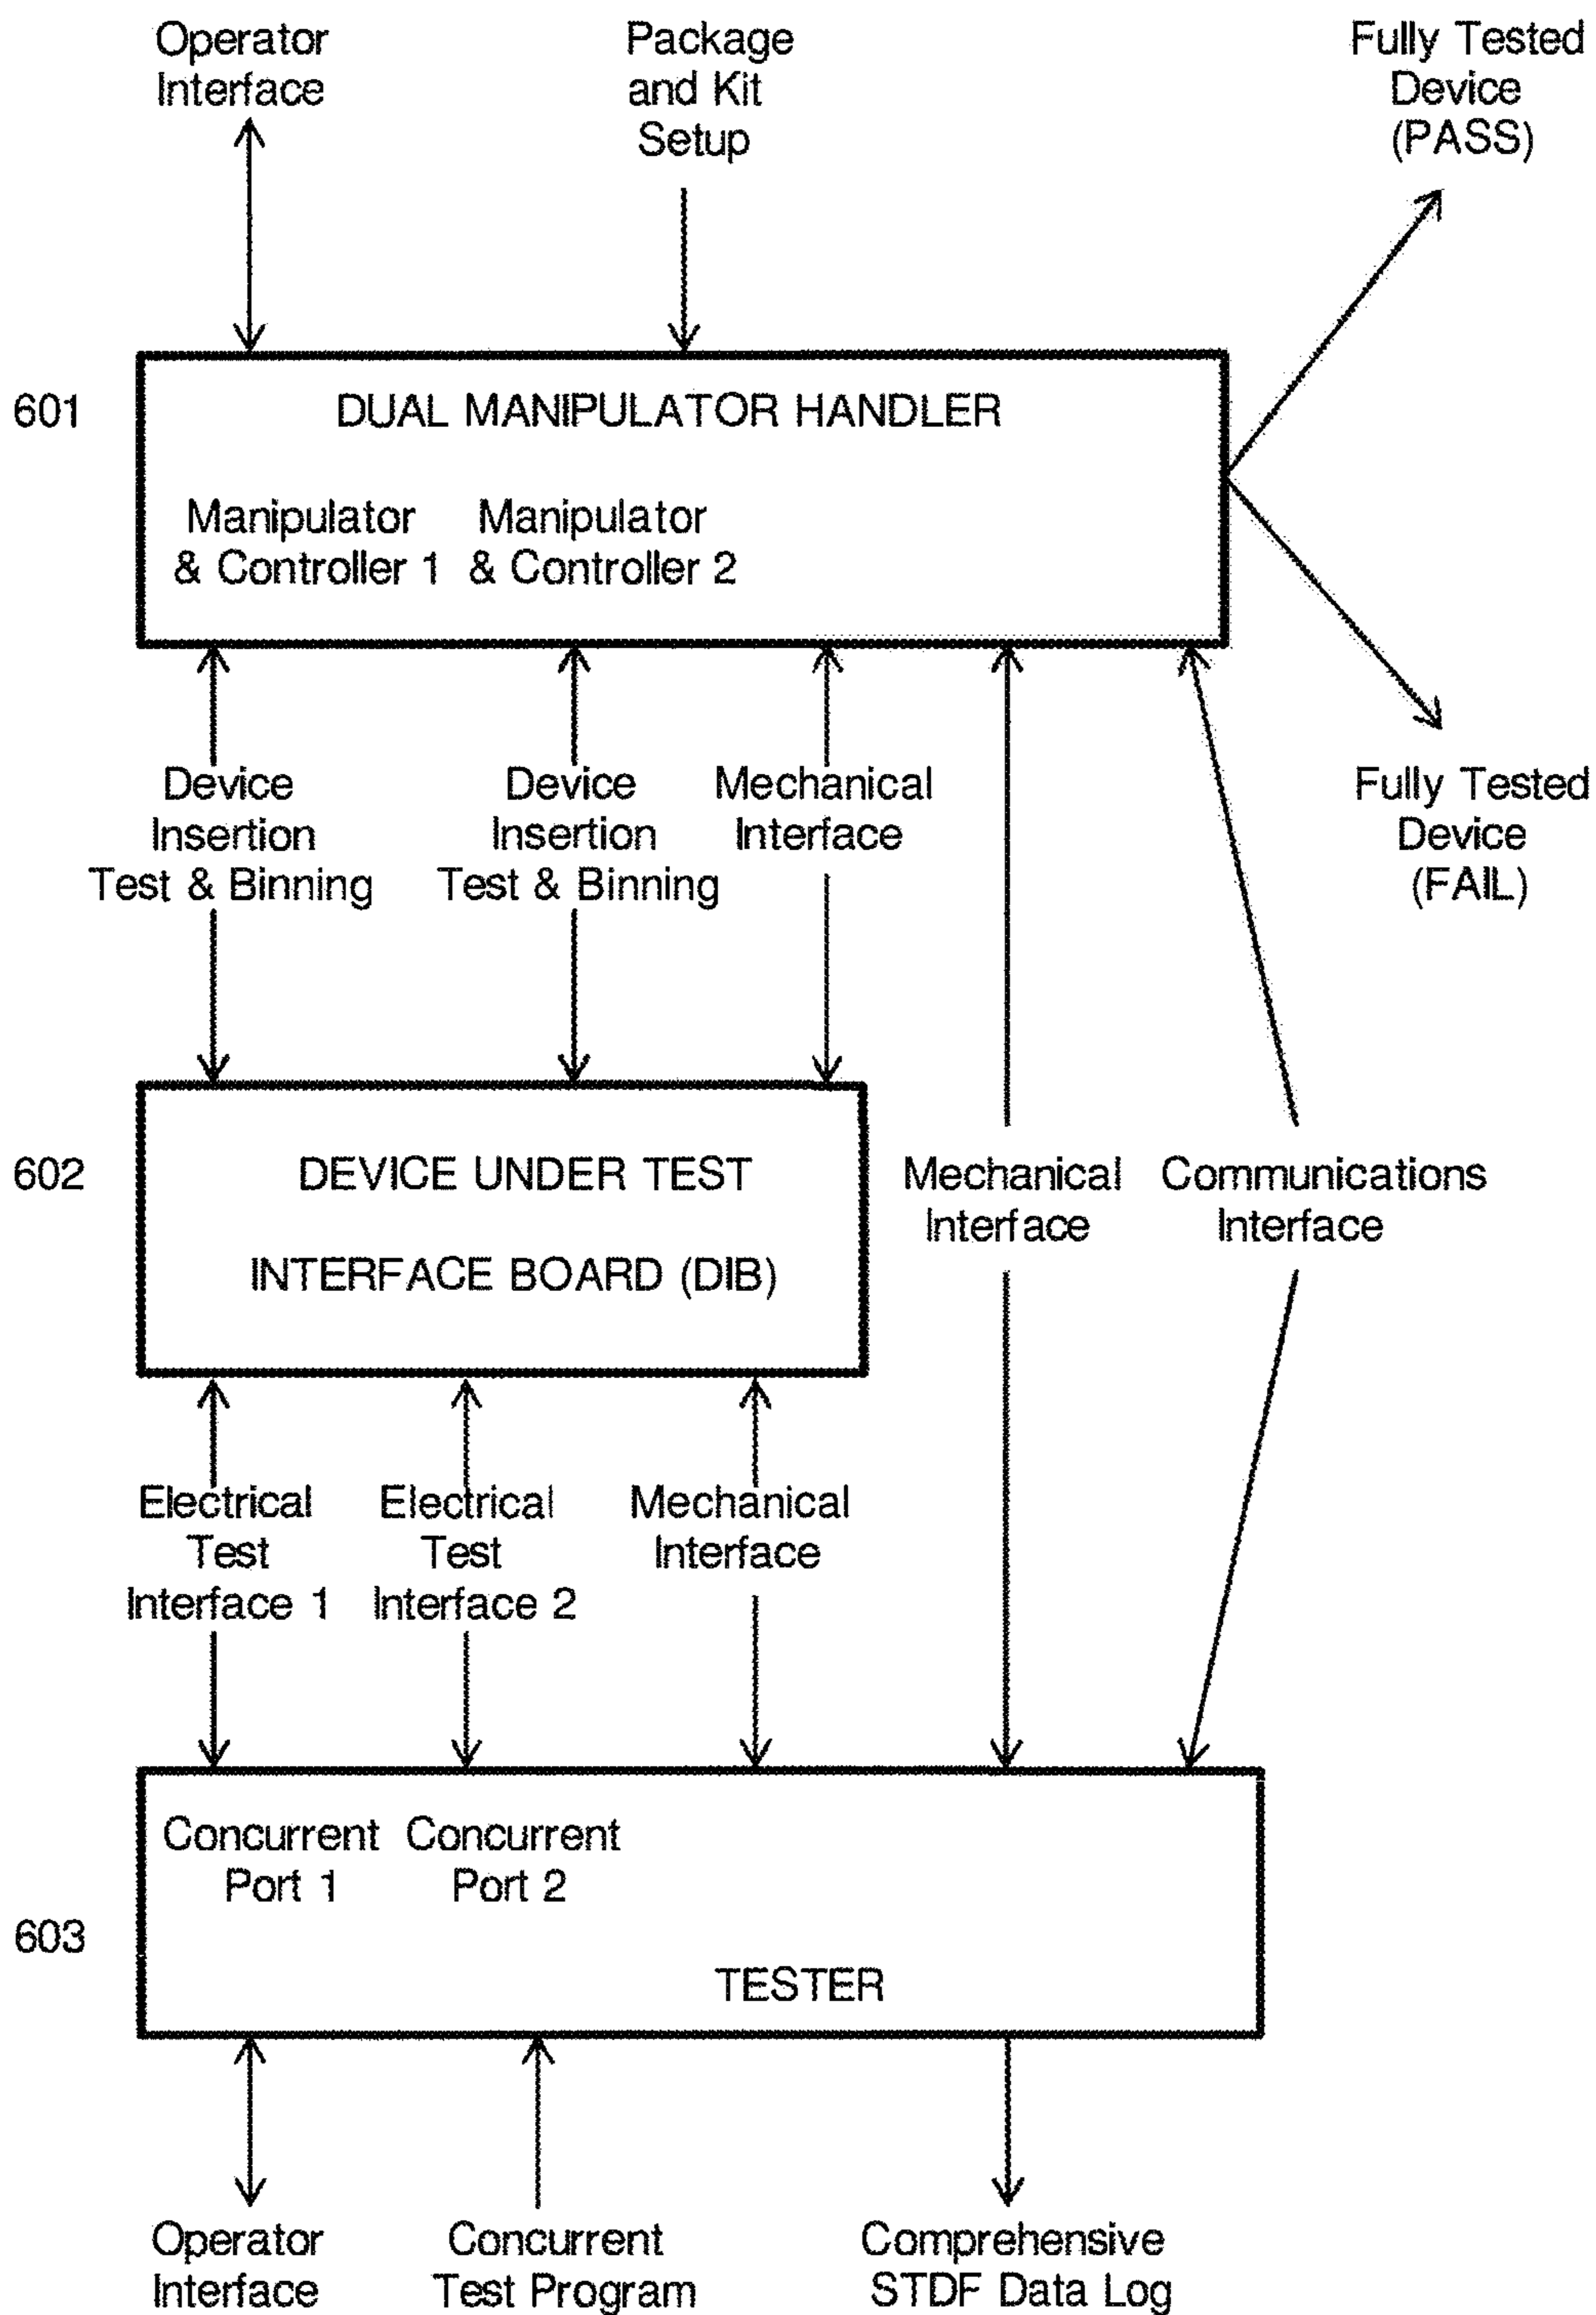 Operator
Interface
Package
and Kit
Setup
Fully Tested
Device
(PASS)
601
DUAL MANIPULATOR HANDLER
Manipulator
& Controller 1
Manipulator
& Controller 2
Device
Insertion
Test & Binning
Device
Insertion
Test & Binning
Mechanical
Interface
Fully Tested
Device
(FAIL)
602
DEVICE UNDER TEST
INTERFACE BOARD (DIB)
Mechanical
Interface
Communications
Interface
Electrical
Test
Interface 1
Electrical
Test
Interface 2
Mechanical
Interface
Concurrent
Port 1
Concurrent
Port 2
603
TESTER
Operator
Interface
Concurrent
Test Program
Comprehensive
STDF Data Log